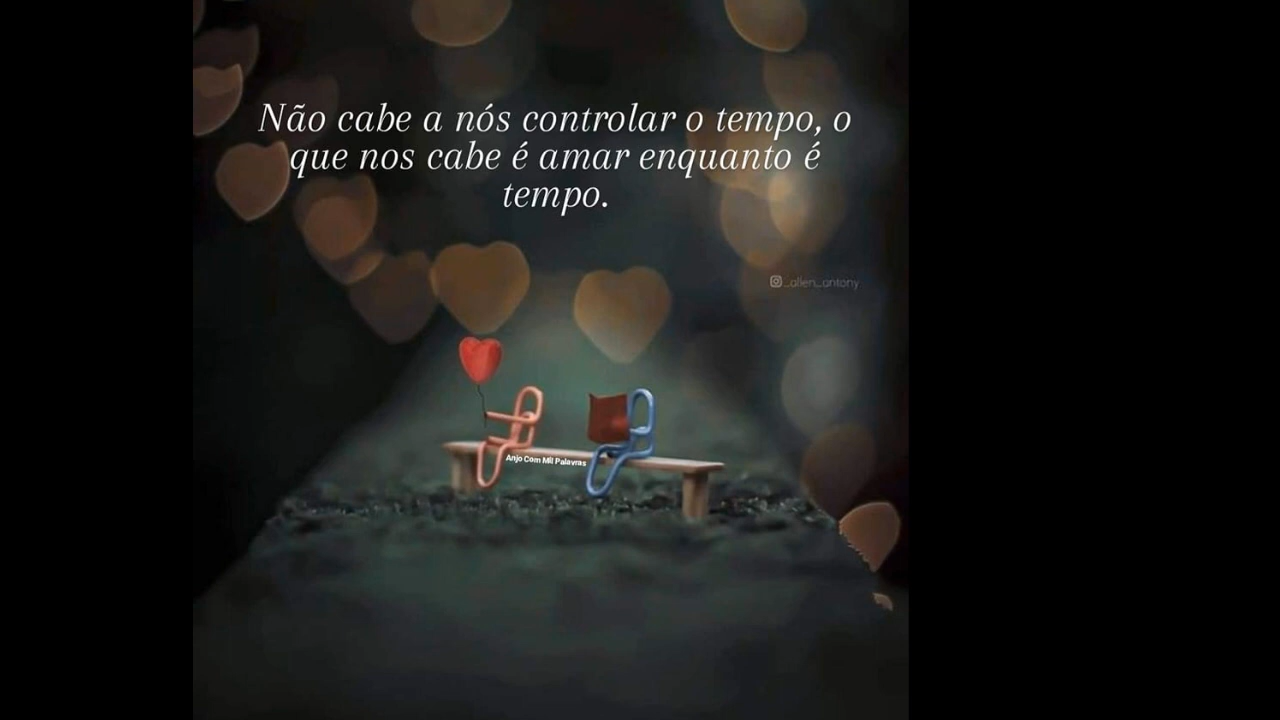 Não cabe a nós controlar o tempo, o
que nos cabe é amar enquanto é
tempo.
_allen_antony
Anjo Com Mil Palavras